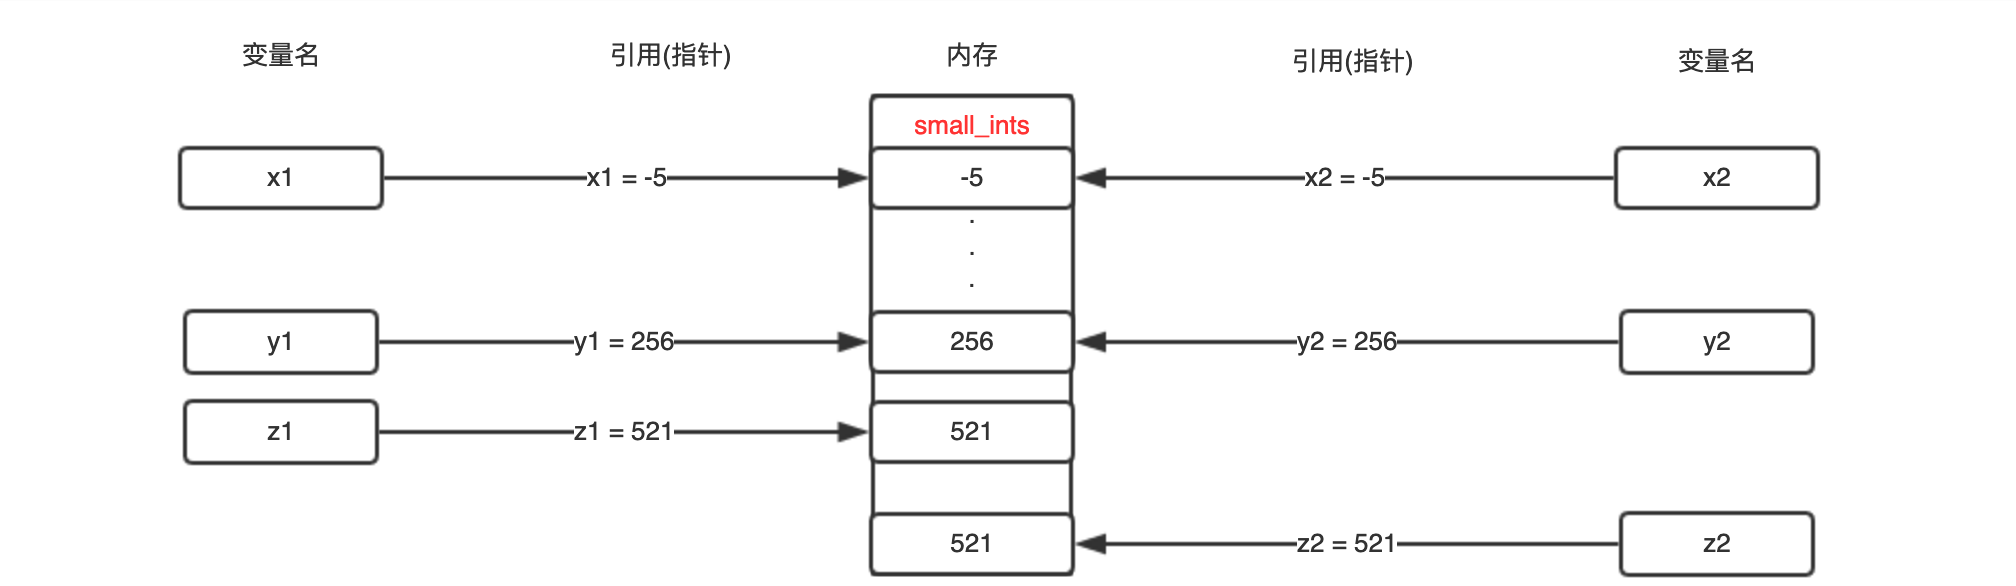 变量名 引用(指针) 内存 引用(指针) 变量名
small_ints
x1 x1 = -5 -5 x2 = -5 x2
.
.
.
y1 y1 = 256 256 y2 = 256 y2
z1 z1 = 521 521
521 z2 = 521 z2